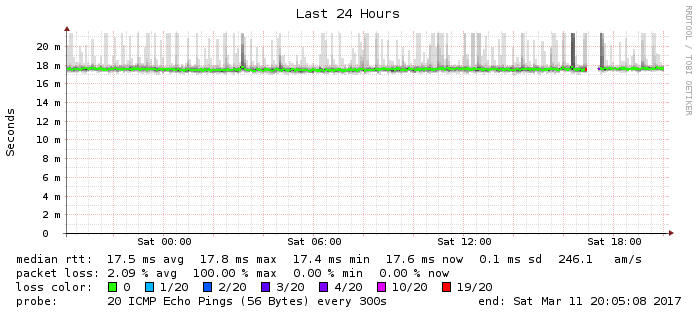 Last 24 Hours
RRDTOOL / TOBI OETIKER
Seconds
20 m
18 m
16 m
14 m
12 m
10 m
8 m
6 m
4 m
2 m
0
Sat 00:00 Sat 06:00 Sat 12:00 Sat 18:00
median rtt: 17.5 ms avg 17.8 ms max 17.4 ms min 17.6 ms now 0.1 ms sd 246.1 am/s
packet loss: 2.09 % avg 100.00 % max 0.00 % min 0.00 % now
loss color: 0 1/20 2/20 3/20 4/20 10/20 19/20
probe: 20 ICMP Echo Pings (56 Bytes) every 300s end: Sat Mar 11 20:05:08 2017